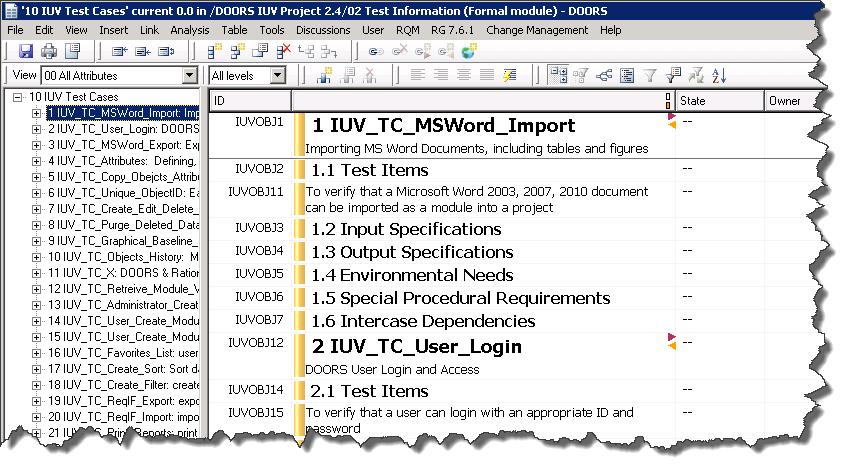 '10 IUV Test Cases' current 0.0 in /DOORS IUV Project 2.4/02 Test Information (Formal module) - DOORS
File Edit View Insert Link Analysis Table Tools Discussions User RQM RG 7.6.1 Change Management Help
View 00 All Attributes All levels
10 IUV Test Cases
1 IUV_TC_MSWord_Import: Imp
2 IUV_TC_User_Login: DOORS
3 IUV_TC_MSWord_Export: Ex
4 IUV_TC_Attributes: Defining,
5 IUV_TC_Copy_Obejcts_Attrib
6 IUV_TC_Unique_ObjectID: Ea
7 IUV_TC_Create_Edit_Delete_
8 IUV_TC_Purge_Deleted_Data
9 IUV_TC_Graphical_Baseline_
10 IUV_TC_Objects_History: M
11 IUV_TC_X: DOORS & Ration
12 IUV_TC_Retreive_Module_V
13 IUV_TC_Administrator_Creat
14 IUV_TC_User_Create_Modu
15 IUV_TC_User_Create_Modu
16 IUV_TC_Favorites_List: user
17 IUV_TC_Create_Sort: Sort da
18 IUV_TC_Create_Filter: create
19 IUV_TC_ReqIF_Export: expo
20 IUV_TC_ReqIF_Import: impo
21 IUV_TC_Print_Reports: print
ID State Owner
IUVOBJ1 1 IUV_TC_MSWord_Import --
Importing MS Word Documents, including tables and figures
IUVOBJ2 1.1 Test Items --
IUVOBJ11 To verify that a Microsoft Word 2003, 2007, 2010 document --
can be imported as a module into a project
IUVOBJ3 1.2 Input Specifications --
IUVOBJ4 1.3 Output Specifications --
IUVOBJ5 1.4 Environmental Needs --
IUVOBJ6 1.5 Special Procedural Requirements --
IUVOBJ7 1.6 Intercase Dependencies --
IUVOBJ12 2 IUV_TC_User_Login --
DOORS User Login and Access
IUVOBJ14 2.1 Test Items --
IUVOBJ15 To verify that a user can login with an appropriate ID and --
password